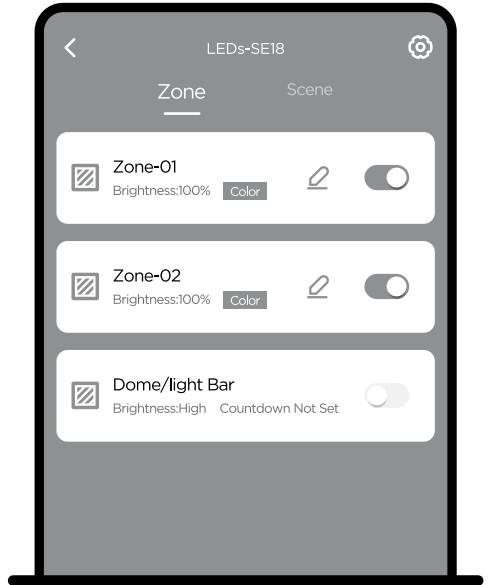 LEDs-SE18
Zone Scene
Zone-01
Brightness:100% Color
Zone-02
Brightness:100% Color
Dome/light Bar
Brightness:High Countdown Not Set